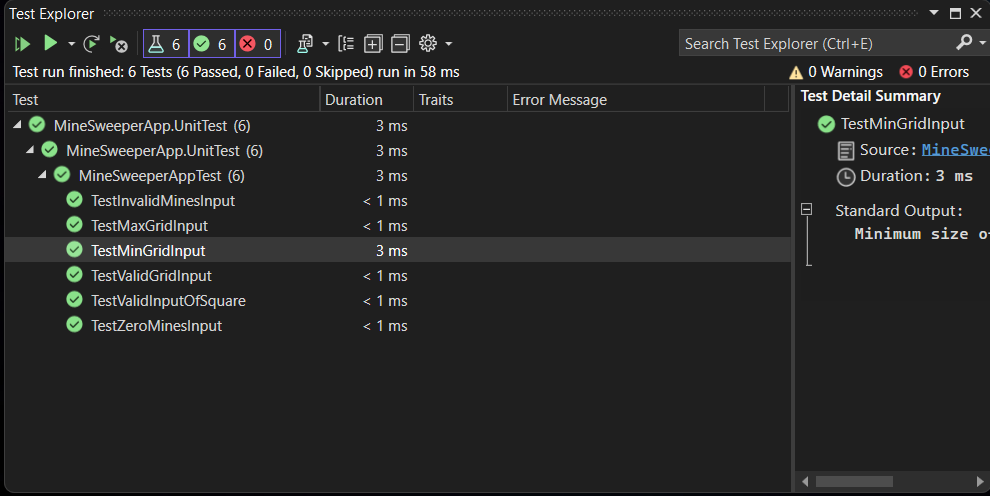 Test Explorer
6 6 0
Search Test Explorer (Ctrl+E)
Test run finished: 6 Tests (6 Passed, 0 Failed, 0 Skipped) run in 58 ms
0 Warnings 0 Errors
Test Duration Traits Error Message
MineSweeperApp.UnitTest (6) 3 ms
MineSweeperApp.UnitTest (6) 3 ms
MineSweeperAppTest (6) 3 ms
TestInvalidMinesInput < 1 ms
TestMaxGridInput < 1 ms
TestMinGridInput 3 ms
TestValidGridInput < 1 ms
TestValidInputOfSquare < 1 ms
TestZeroMinesInput < 1 ms
Test Detail Summary
TestMinGridInput
Source: MineSwe
Duration: 3 ms
Standard Output:
Minimum size o